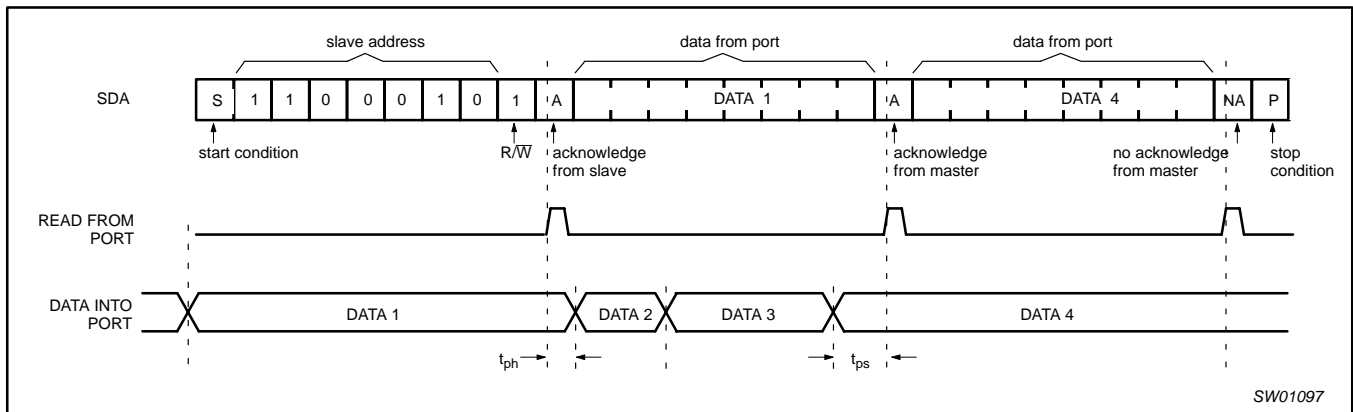 slave address data from port data from port
SDA S 1 1 0 0 0 1 0 1 A DATA 1 A DATA 4 NA P
start condition R/W̅ acknowledge from slave acknowledge from master no acknowledge from master stop condition
READ FROM
PORT
DATA INTO
PORT
DATA 1 DATA 2 DATA 3 DATA 4
tph tps
SW01097